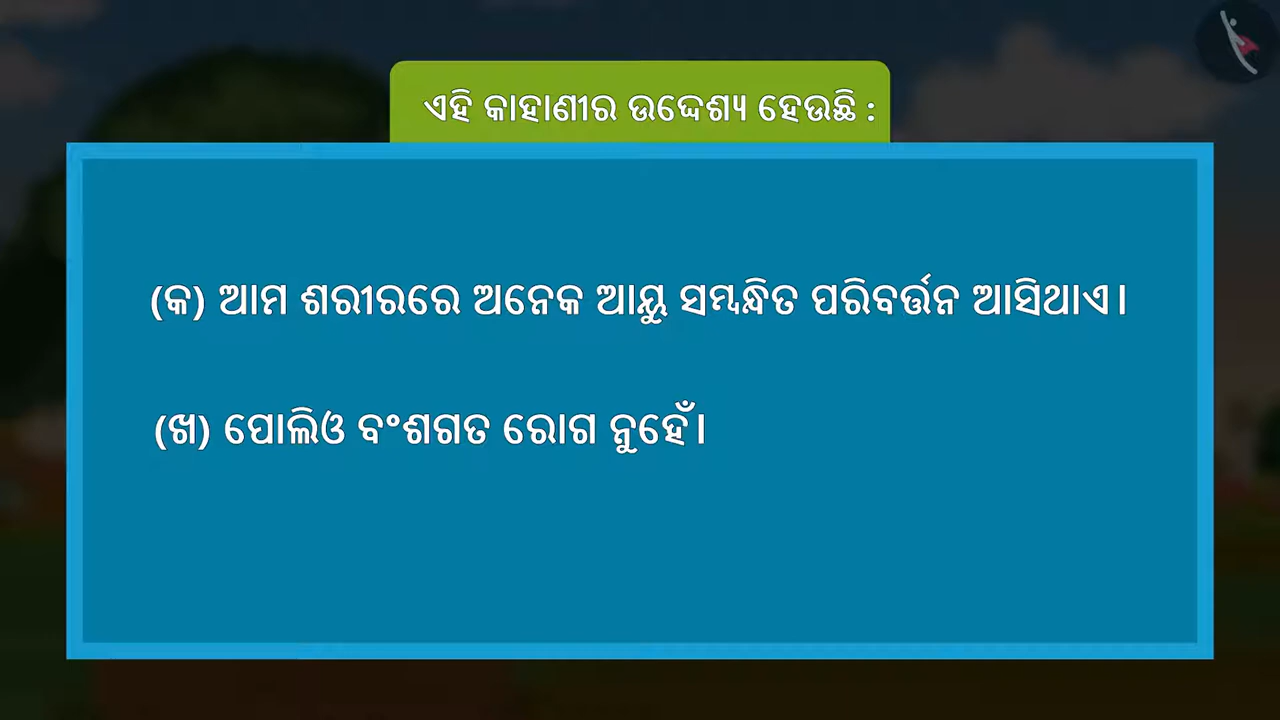 ଏହି କାହାଣୀର ଉଦ୍ଦେଶ୍ୟ ହେଉଛି :
(କ) ଆମ ଶରୀରରେ ଅନେକ ଆୟୁ ସମ୍ବନ୍ଧିତ ପରିବର୍ତ୍ତନ ଆସିଥାଏ।
(ଖ) ପୋଲିଓ ବଂଶଗତ ରୋଗ ନୁହେଁ।